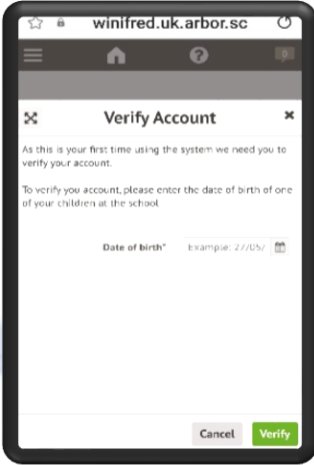 winifred.uk.arbor.sc
?
0
Verify Account
As this is your first time using the system we need you to
verify your account.
To verify you account, please enter the date of birth of one
of your children at the school
Date of birth* Example: 27/05/
Cancel Verify